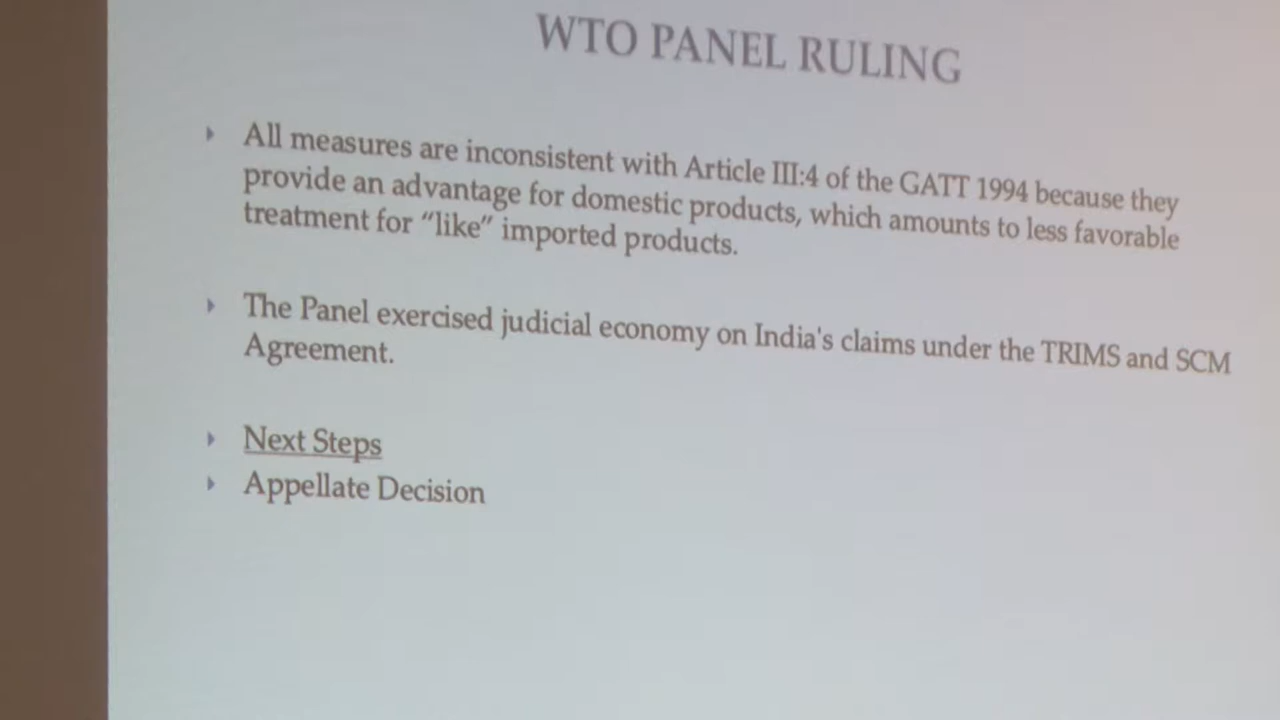 WTO PANEL RULING
All measures are inconsistent with Article III:4 of the GATT 1994 because they
provide an advantage for domestic products, which amounts to less favorable
treatment for “like” imported products.
The Panel exercised judicial economy on India's claims under the TRIMS and SCM
Agreement.
Next Steps
Appellate Decision